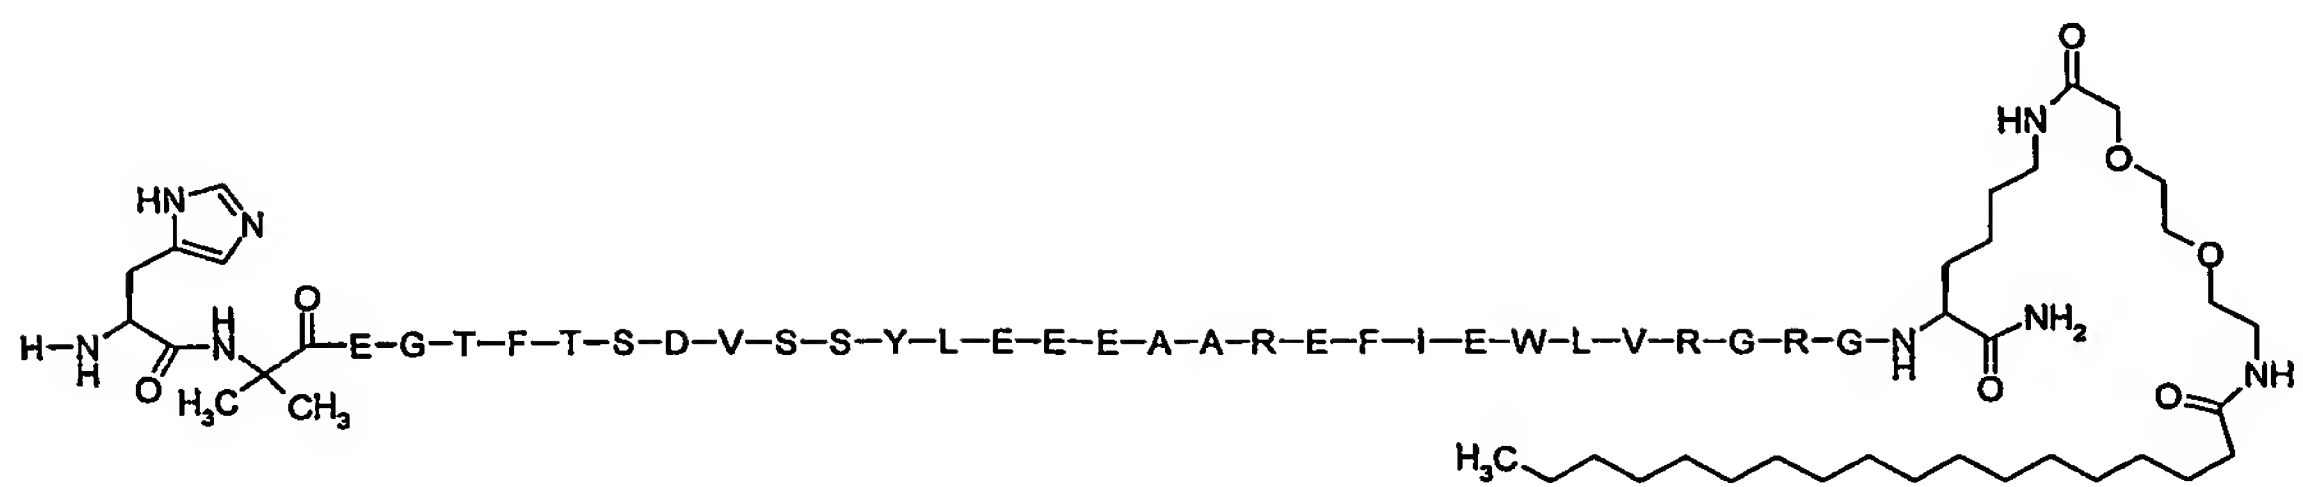 O
HN
O
HN
N
O
O
H
NH₂
H–N N E–G–T–F–T–S–D–V–S–S–Y–L–E–E–E–A–A–R–E–F–I–E–W–L–V–R–G–R–G–N
H O H O NH
H₃C CH₃ O
H₃C